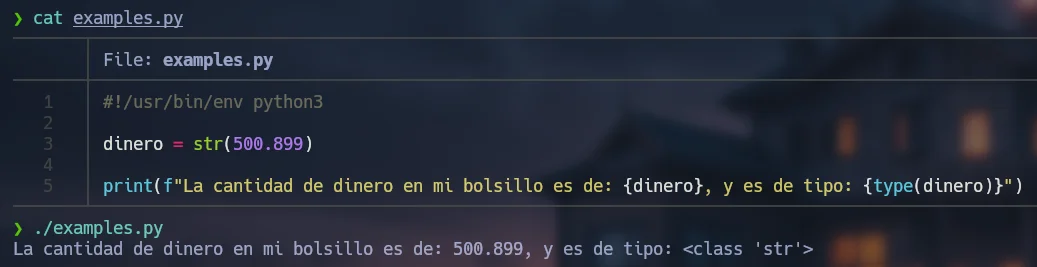 ❯ cat examples.py
File: examples.py
1 #!/usr/bin/env python3
2
3 dinero = str(500.899)
4
5 print(f"La cantidad de dinero en mi bolsillo es de: {dinero}, y es de tipo: {type(dinero)}")
❯ ./examples.py
La cantidad de dinero en mi bolsillo es de: 500.899, y es de tipo: <class 'str'>